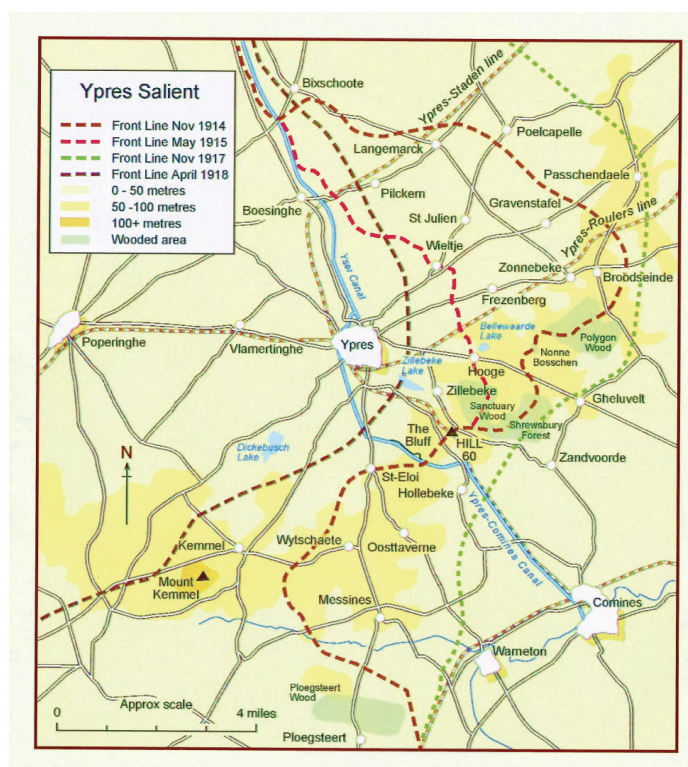 Ypres Salient
Front Line Nov 1914
Front Line May 1915
Front Line Nov 1917
Front Line April 1918
0 - 50 metres
50 -100 metres
100+ metres
Wooded area
Bixschoote
Ypres-Staden line
Poelcapelle
Langemarck
Passchendaele
Pilckem
Boesinghe
Gravenstafel
St Julien
Ypres-Roulers line
Wieltje
Yser Canal
Zonnebeke
Broodseinde
Frezenberg
Bellewaarde
Lake
Poperinghe
Vlamertinghe
Ypres
Polygon
Wood
Nonne
Bosschen
Zillebeke
Lake
Hooge
Zillebeke
Gheluvelt
Sanctuary
Wood
Shrewsbury
Forest
The
Bluff
HILL
60
N
Dickebusch
Lake
Zandvoorde
St-Eloi
Hollebeke
Ypres-Comines Canal
Kemmel
Wytschaete
Oosttaverne
Mount
Kemmel
Messines
Comines
Warneton
Ploegsteert
Wood
Approx scale
0
4 miles
Ploegsteert